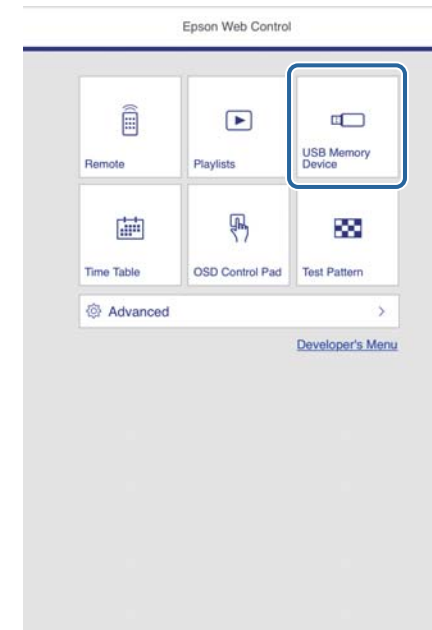 Epson Web Control
Remote
Playlists
USB Memory
Device
Time Table
OSD Control Pad
Test Pattern
Advanced
Developer's Menu